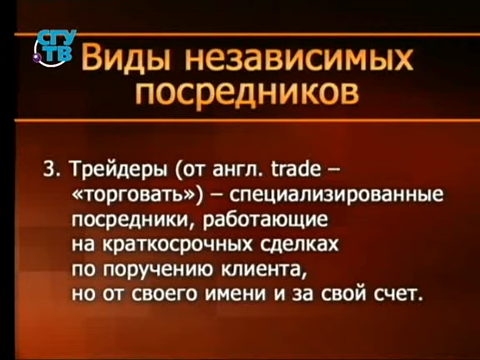 СГУ
ТВ
Виды независимых
посредников
3. Трейдеры (от англ. trade –
«торговать») – специализированные
посредники, работающие
на краткосрочных сделках
по поручению клиента,
но от своего имени и за свой счет.